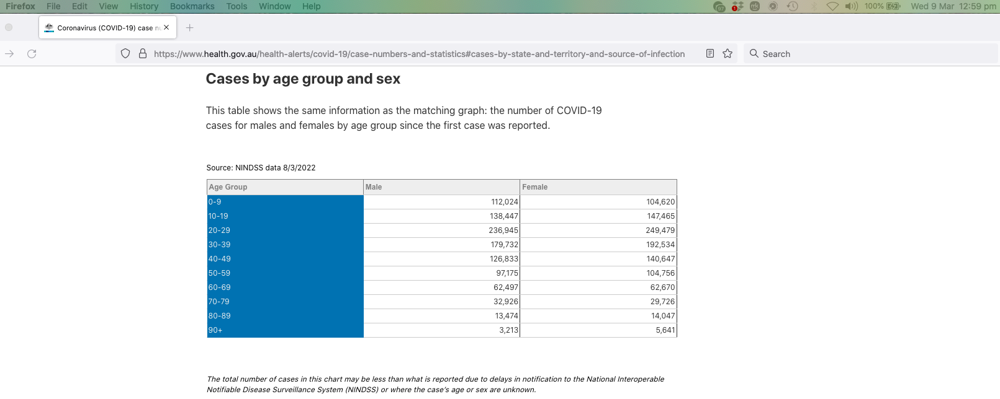 Firefox File Edit View History Bookmarks Tools Window Help 100% Wed 9 Mar 12:59 pm
Coronavirus (COVID-19) case nu
https://www.health.gov.au/health-alerts/covid-19/case-numbers-and-statistics#cases-by-state-and-territory-and-source-of-infection Search
Cases by age group and sex
This table shows the same information as the matching graph: the number of COVID-19
cases for males and females by age group since the first case was reported.
Source: NINDSS data 8/3/2022
Age Group Male Female
0-9 112,024 104,620
10-19 138,447 147,465
20-29 236,945 249,479
30-39 179,732 192,534
40-49 126,833 140,647
50-59 97,175 104,756
60-69 62,497 62,670
70-79 32,926 29,726
80-89 13,474 14,047
90+ 3,213 5,641
The total number of cases in this chart may be less than what is reported due to delays in notification to the National Interoperable
Notifiable Disease Surveillance System (NINDSS) or where the case's age or sex are unknown.